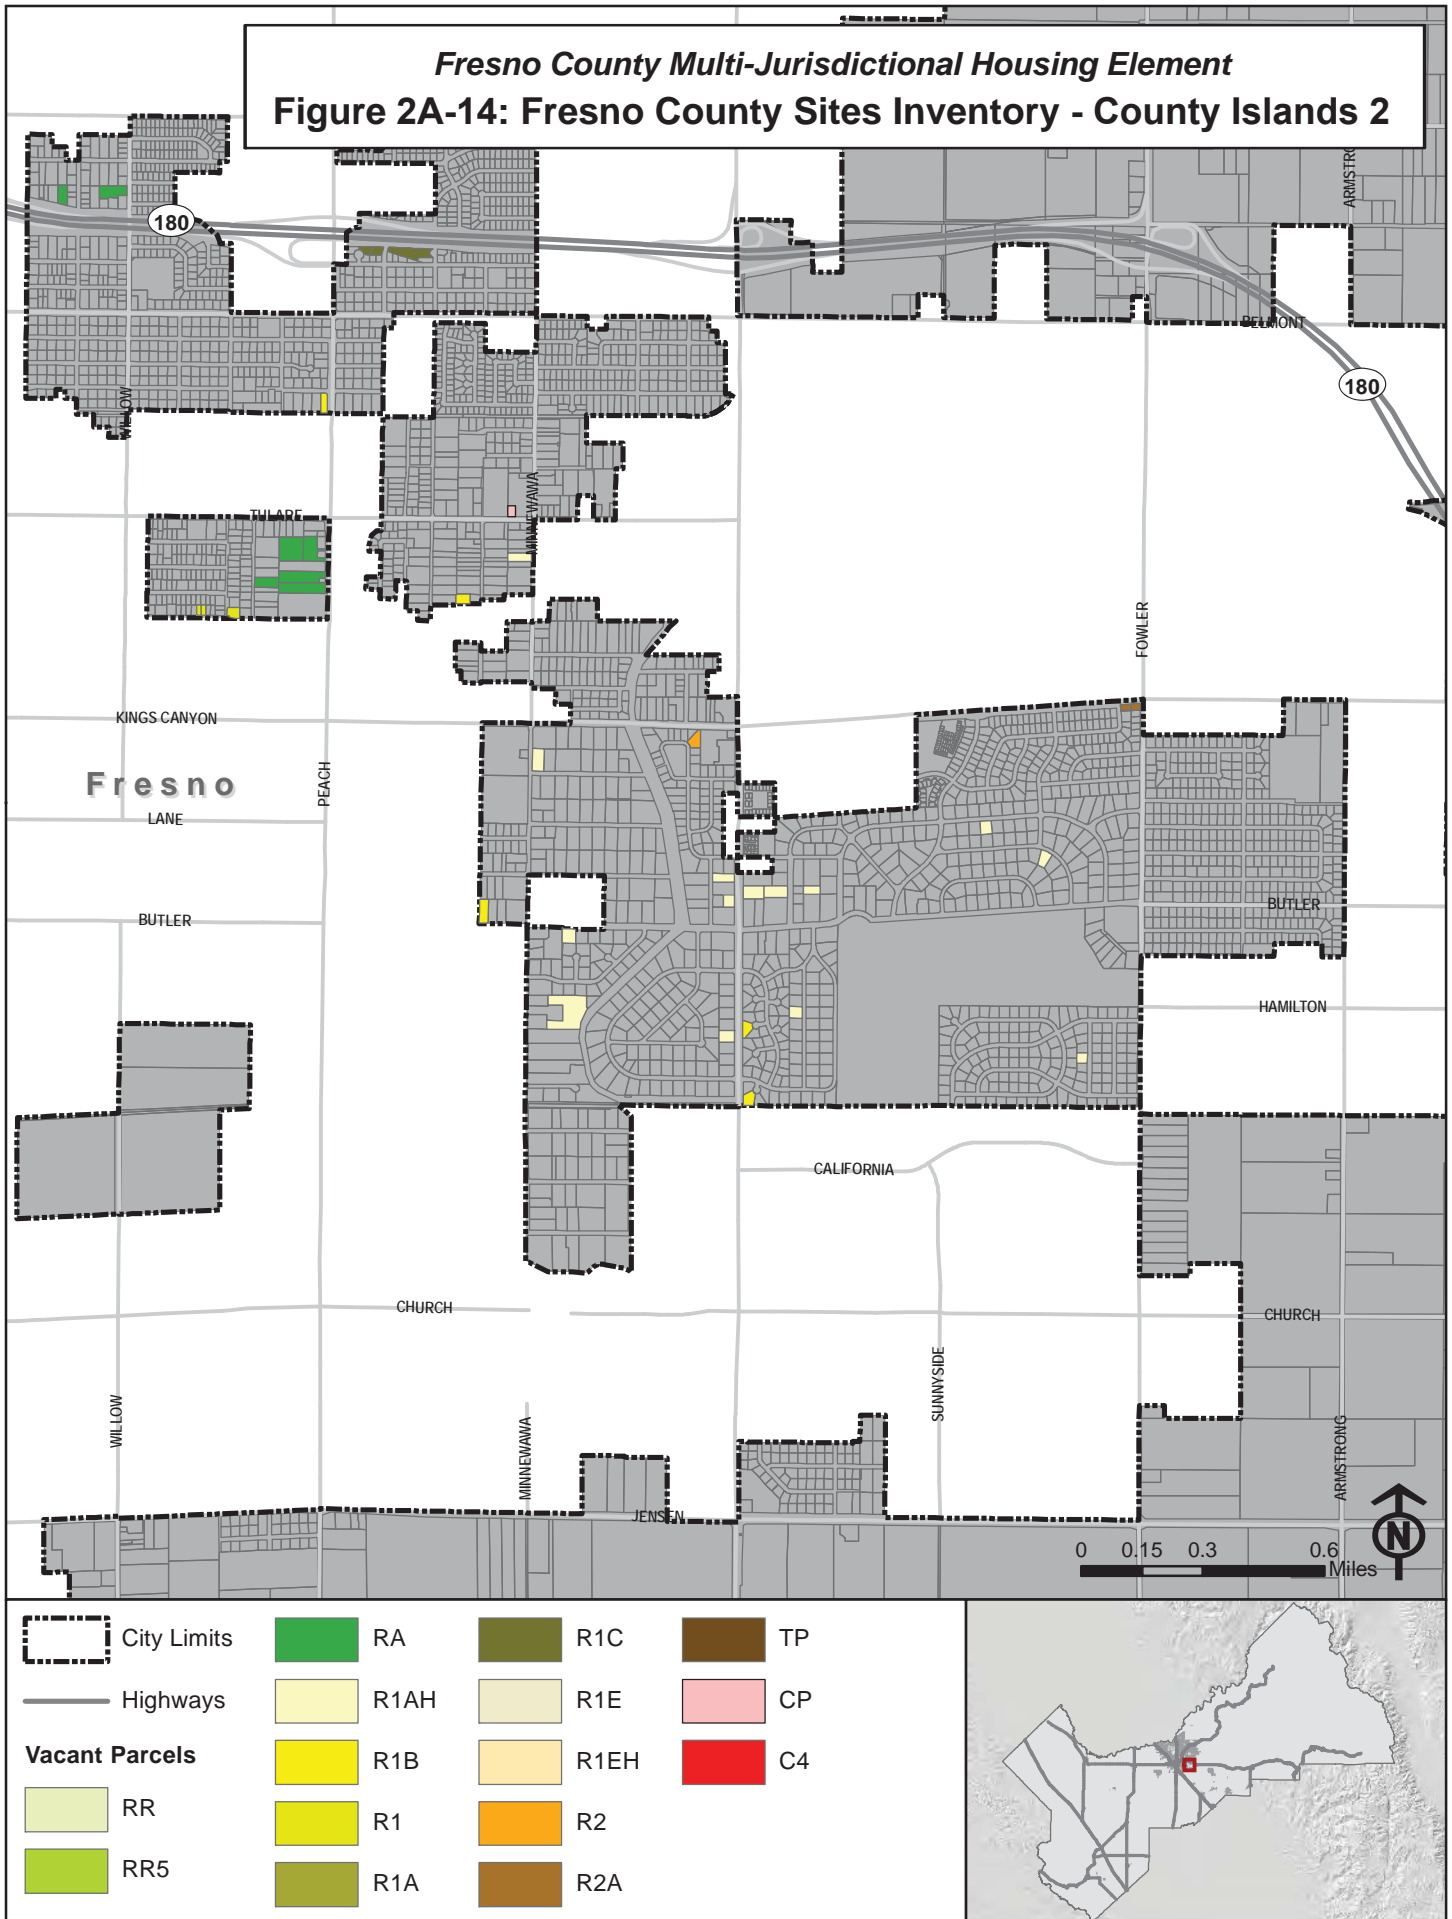 Fresno County Multi-Jurisdictional Housing Element
Figure 2A-14: Fresno County Sites Inventory - County Islands 2
180
BELMONT
180
WILLOW
TULARE
MINNEWAWA
FOWLER
KINGS CANYON
Fresno
PEACH
LANE
BUTLER
BUTLER
HAMILTON
CALIFORNIA
CHURCH
CHURCH
SUNNYSIDE
WILLOW
MINNEWAWA
ARMSTRONG
JENSEN
N
0 0.15 0.3 0.6
Miles
City Limits
Highways
Vacant Parcels
RR
RR5
RA
R1AH
R1B
R1
R1A
R1C
R1E
R1EH
R2
R2A
TP
CP
C4